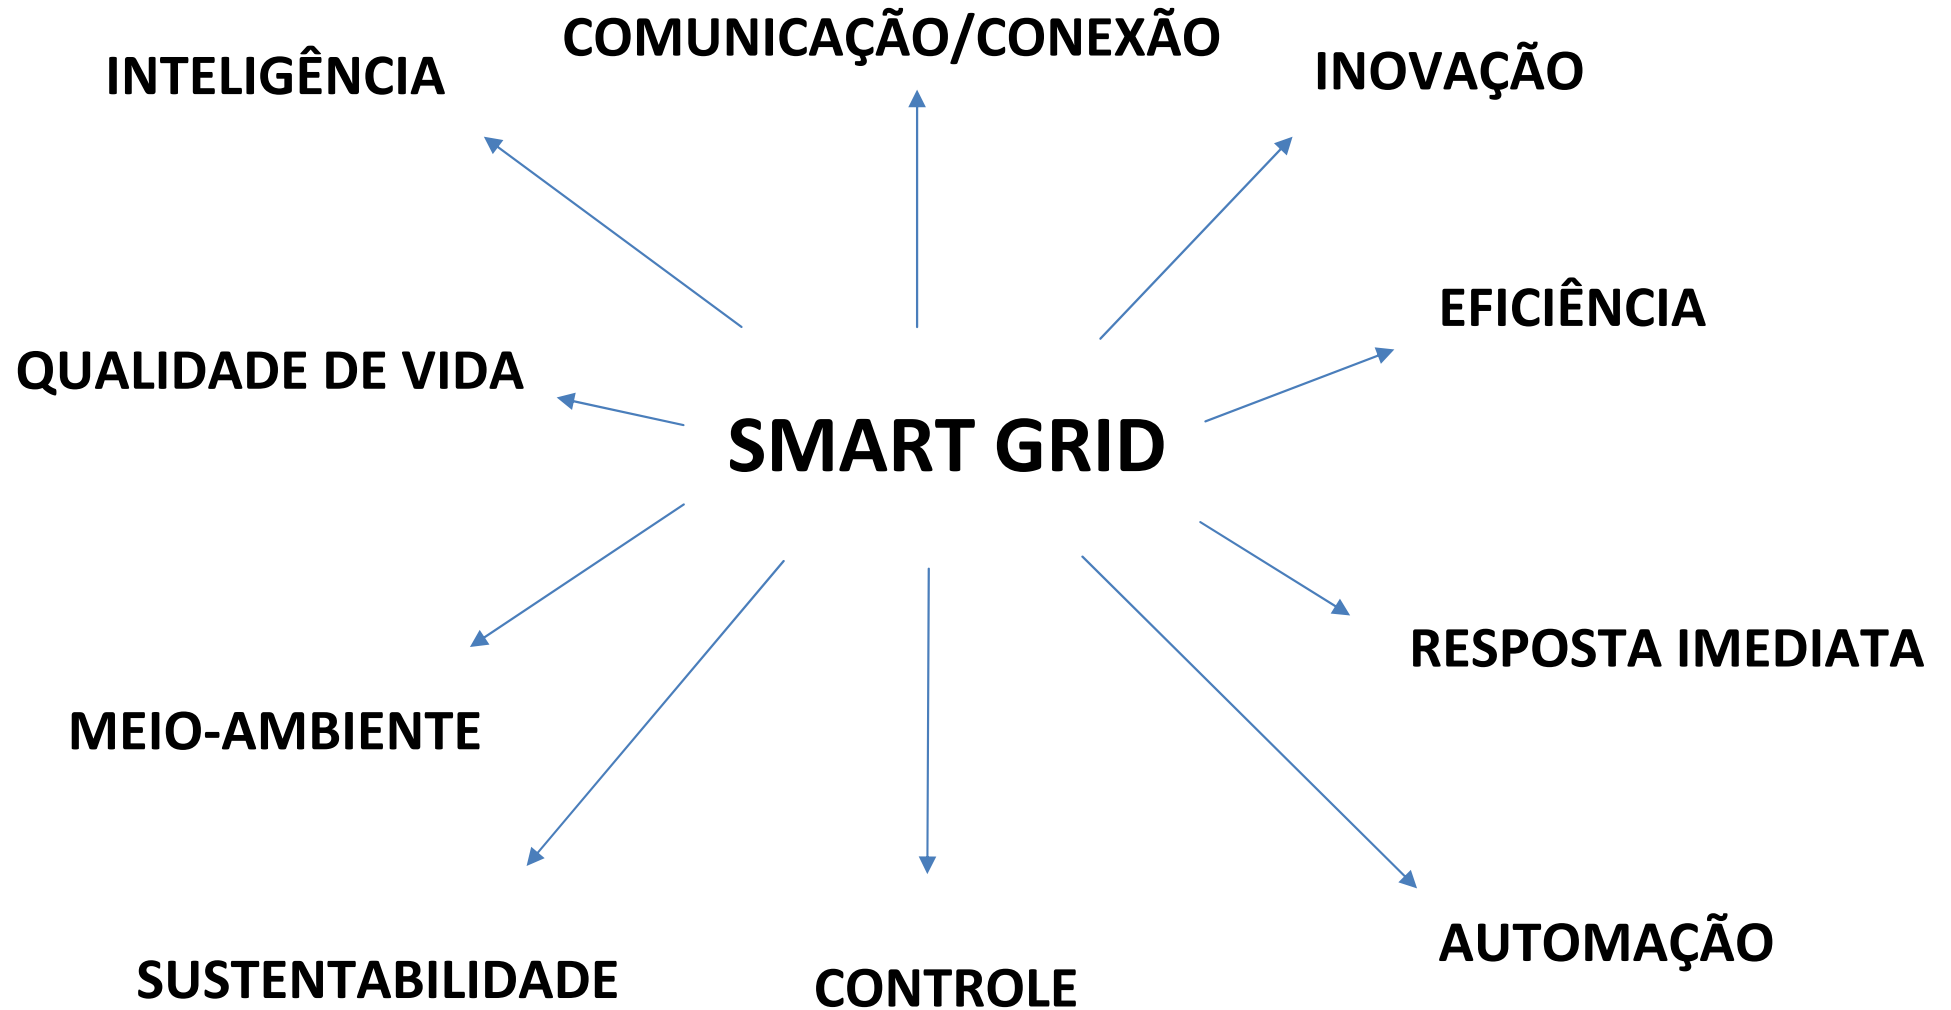 COMUNICAÇÃO/CONEXÃO
INTELIGÊNCIA
INOVAÇÃO
EFICIÊNCIA
QUALIDADE DE VIDA
SMART GRID
RESPOSTA IMEDIATA
MEIO-AMBIENTE
AUTOMAÇÃO
SUSTENTABILIDADE
CONTROLE